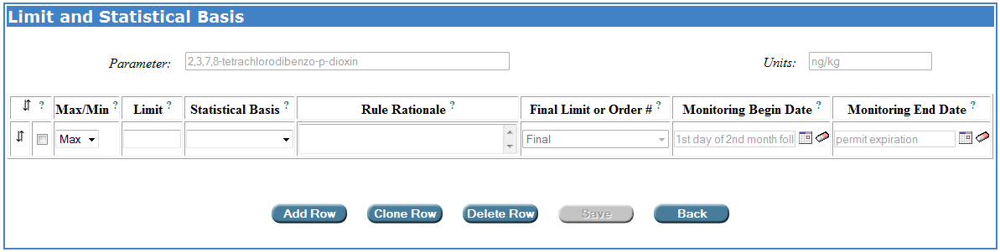 Limit and Statistical Basis
Parameter: 2,3,7,8-tetrachlorodibenzo-p-dioxin Units: ng/kg
? Max/Min ? Limit ? Statistical Basis ? Rule Rationale ? Final Limit or Order # ? Monitoring Begin Date ? Monitoring End Date ?
Max Final 1st day of 2nd month foll permit expiration
Add Row Clone Row Delete Row Save Back